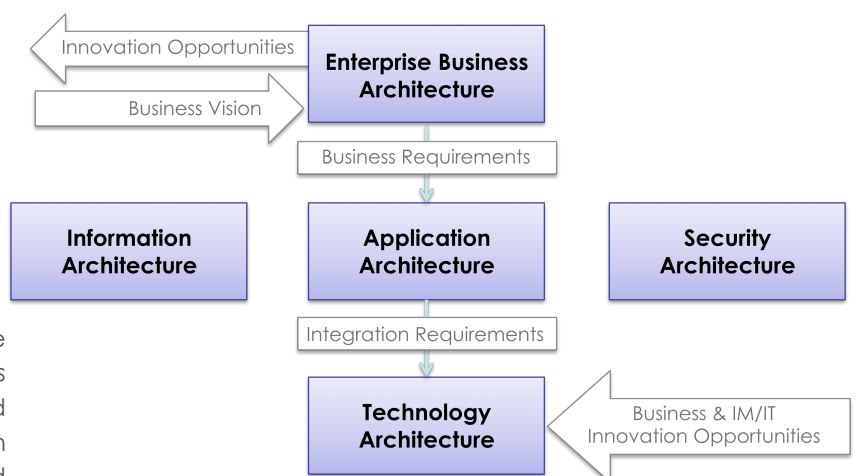 Innovation Opportunities
Enterprise Business
Architecture
Business Vision
Business Requirements
Information
Architecture
Application
Architecture
Security
Architecture
Integration Requirements
e
s
d
n
d
Technology
Architecture
Business & IM/IT
Innovation Opportunities